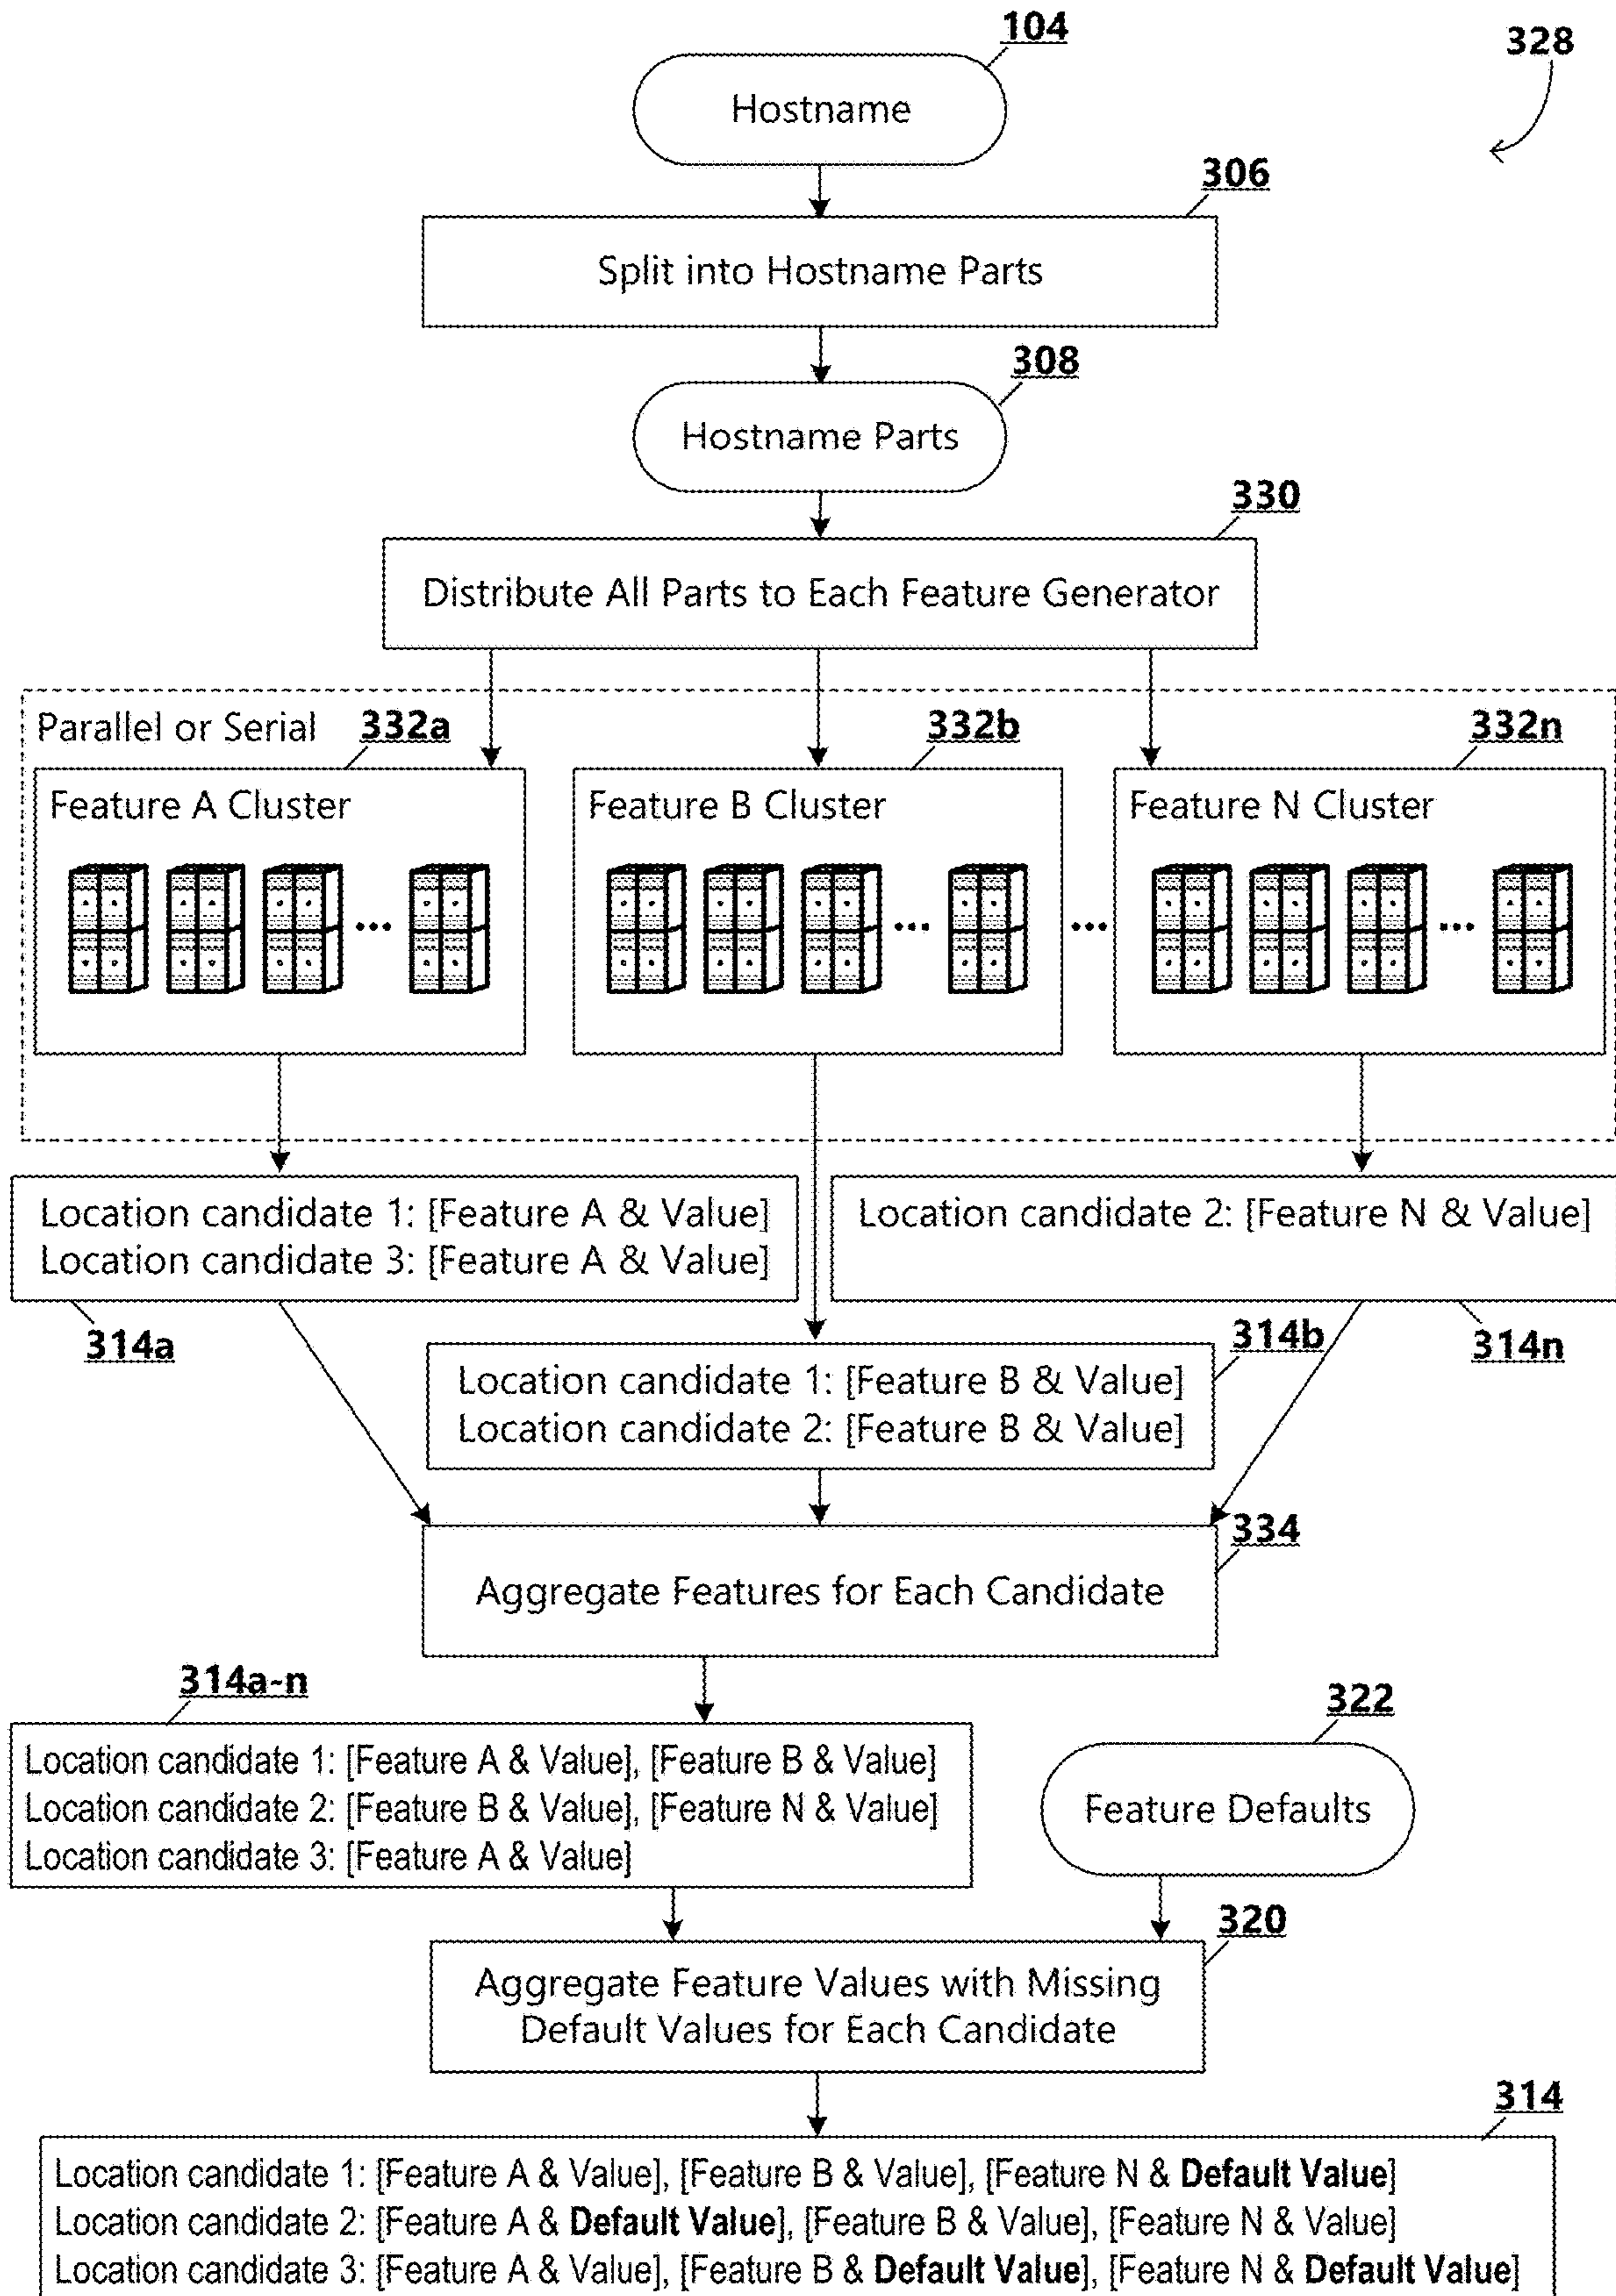 104
328
Hostname
306
Split into Hostname Parts
308
Hostname Parts
330
Distribute All Parts to Each Feature Generator
Parallel or Serial
332a
332b
332n
Feature A Cluster
Feature B Cluster
Feature N Cluster
...
...
...
...
Location candidate 1: [Feature A & Value]
Location candidate 3: [Feature A & Value]
314a
Location candidate 2: [Feature N & Value]
314n
314b
Location candidate 1: [Feature B & Value]
Location candidate 2: [Feature B & Value]
334
Aggregate Features for Each Candidate
314a-n
Location candidate 1: [Feature A & Value], [Feature B & Value]
Location candidate 2: [Feature B & Value], [Feature N & Value]
Location candidate 3: [Feature A & Value]
322
Feature Defaults
320
Aggregate Feature Values with Missing
Default Values for Each Candidate
314
Location candidate 1: [Feature A & Value], [Feature B & Value], [Feature N & Default Value]
Location candidate 2: [Feature A & Default Value], [Feature B & Value], [Feature N & Value]
Location candidate 3: [Feature A & Value], [Feature B & Default Value], [Feature N & Default Value]